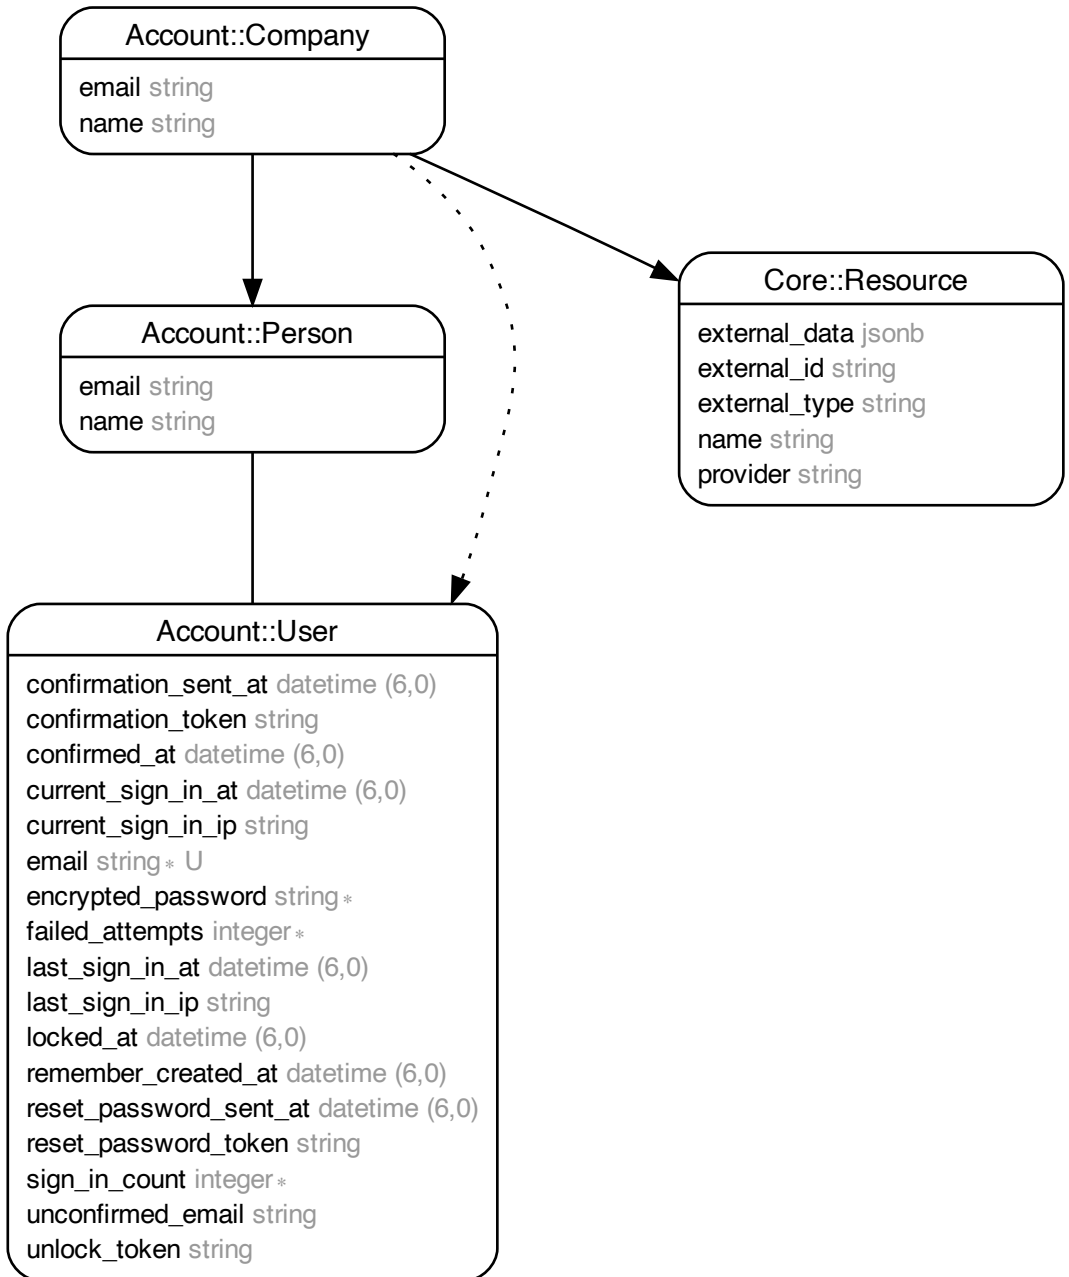 Account::Company
email string
name string
Account::Person
email string
name string
Core::Resource
external_data jsonb
external_id string
external_type string
name string
provider string
Account::User
confirmation_sent_at datetime (6,0)
confirmation_token string
confirmed_at datetime (6,0)
current_sign_in_at datetime (6,0)
current_sign_in_ip string
email string* U
encrypted_password string*
failed_attempts integer*
last_sign_in_at datetime (6,0)
last_sign_in_ip string
locked_at datetime (6,0)
remember_created_at datetime (6,0)
reset_password_sent_at datetime (6,0)
reset_password_token string
sign_in_count integer*
unconfirmed_email string
unlock_token string